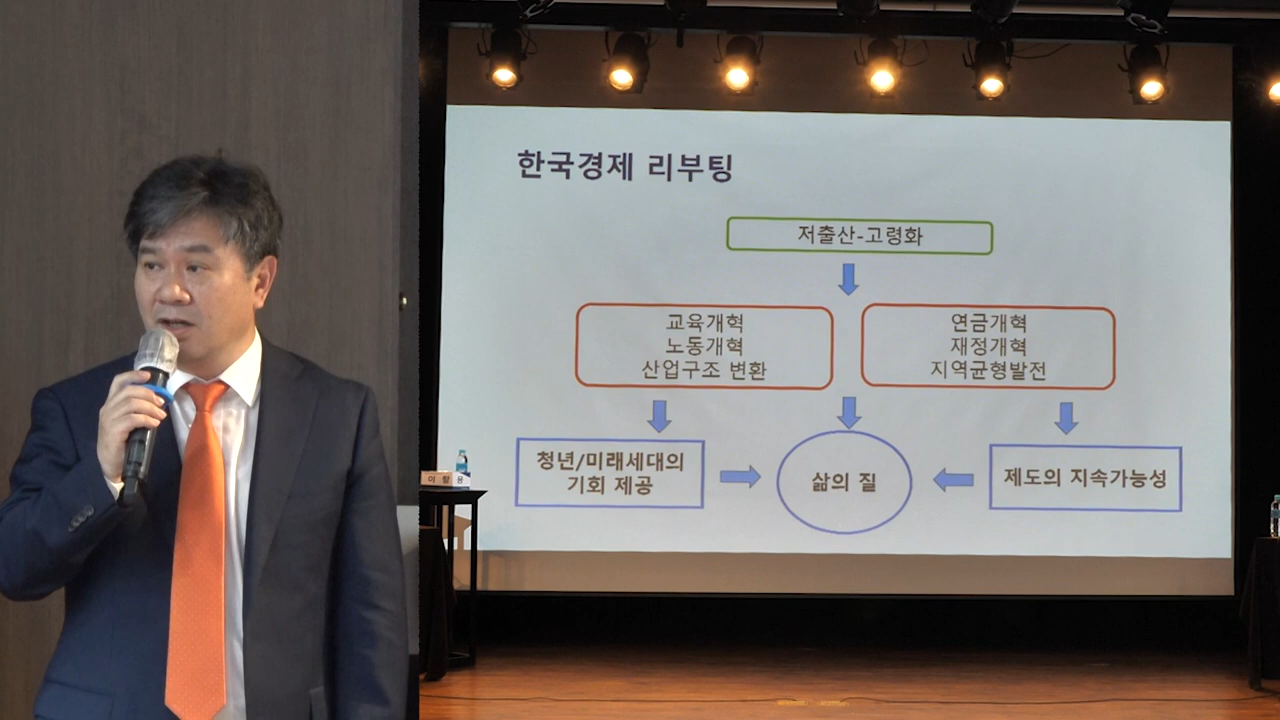 한국경제 리부팅
저출산-고령화
교육개혁
노동개혁
산업구조 변환
연금개혁
재정개혁
지역균형발전
청년/미래세대의
기회 제공
삶의 질
제도의 지속가능성